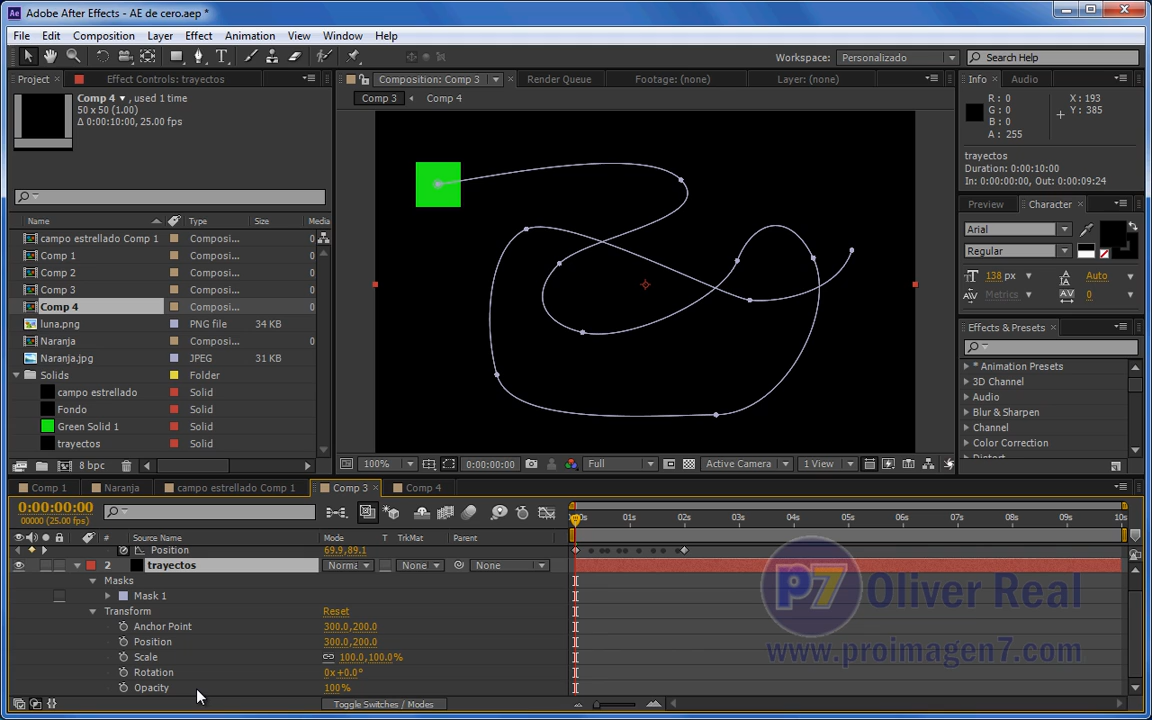 Adobe After Effects - AE de cero.aep *
File Edit Composition Layer Effect Animation View Window Help
Workspace: Personalizado Search Help
Project Effect Controls: trayectos Composition: Comp 3 Render Queue Footage: (none) Layer: (none) Info Audio
Comp 4 , used 1 time
50 x 50 (1.00)
Δ 0:00:10:00, 25.00 fps
Comp 3 Comp 4
R : 0 X : 193
G : 0 Y : 385
B : 0
A : 255
trayectos
Duration: 0:00:10:00
In: 0:00:00:00, Out: 0:00:09:24
Preview Character
Arial
Regular
138 px Auto
Metrics 0
Effects & Presets
* Animation Presets
3D Channel
Audio
Blur & Sharpen
Channel
Color Correction
Distort
Name Type Size Media
campo estrellado Comp 1 Composi... 0
Comp 1 Composi... 0
Comp 2 Composi... 0
Comp 3 Composi... 0
Comp 4 Composi... 0
luna.png PNG file 34 KB
Naranja Composi... 0
Naranja.jpg JPEG 31 KB
Solids Folder
campo estrellado Solid
Fondo Solid
Green Solid 1 Solid
trayectos Solid
8 bpc
100% 0:00:00:00 Full Active Camera 1 View
Comp 1 Naranja campo estrellado Comp 1 Comp 3 Comp 4
0:00:00:00
00000 (25.00 fps)
00s 01s 02s 03s 04s 05s 06s 07s 08s 09s 10s
# Source Name Mode T TrkMat Parent
Position 69.9,89.1
2 trayectos Norma None None
Masks
Mask 1
Transform Reset
Anchor Point 300.0,200.0
Position 300.0,200.0
Scale 100.0,100.0%
Rotation 0x+0.0°
Opacity 100%
Toggle Switches / Modes
P7 Oliver Real
www.proimagen7.com